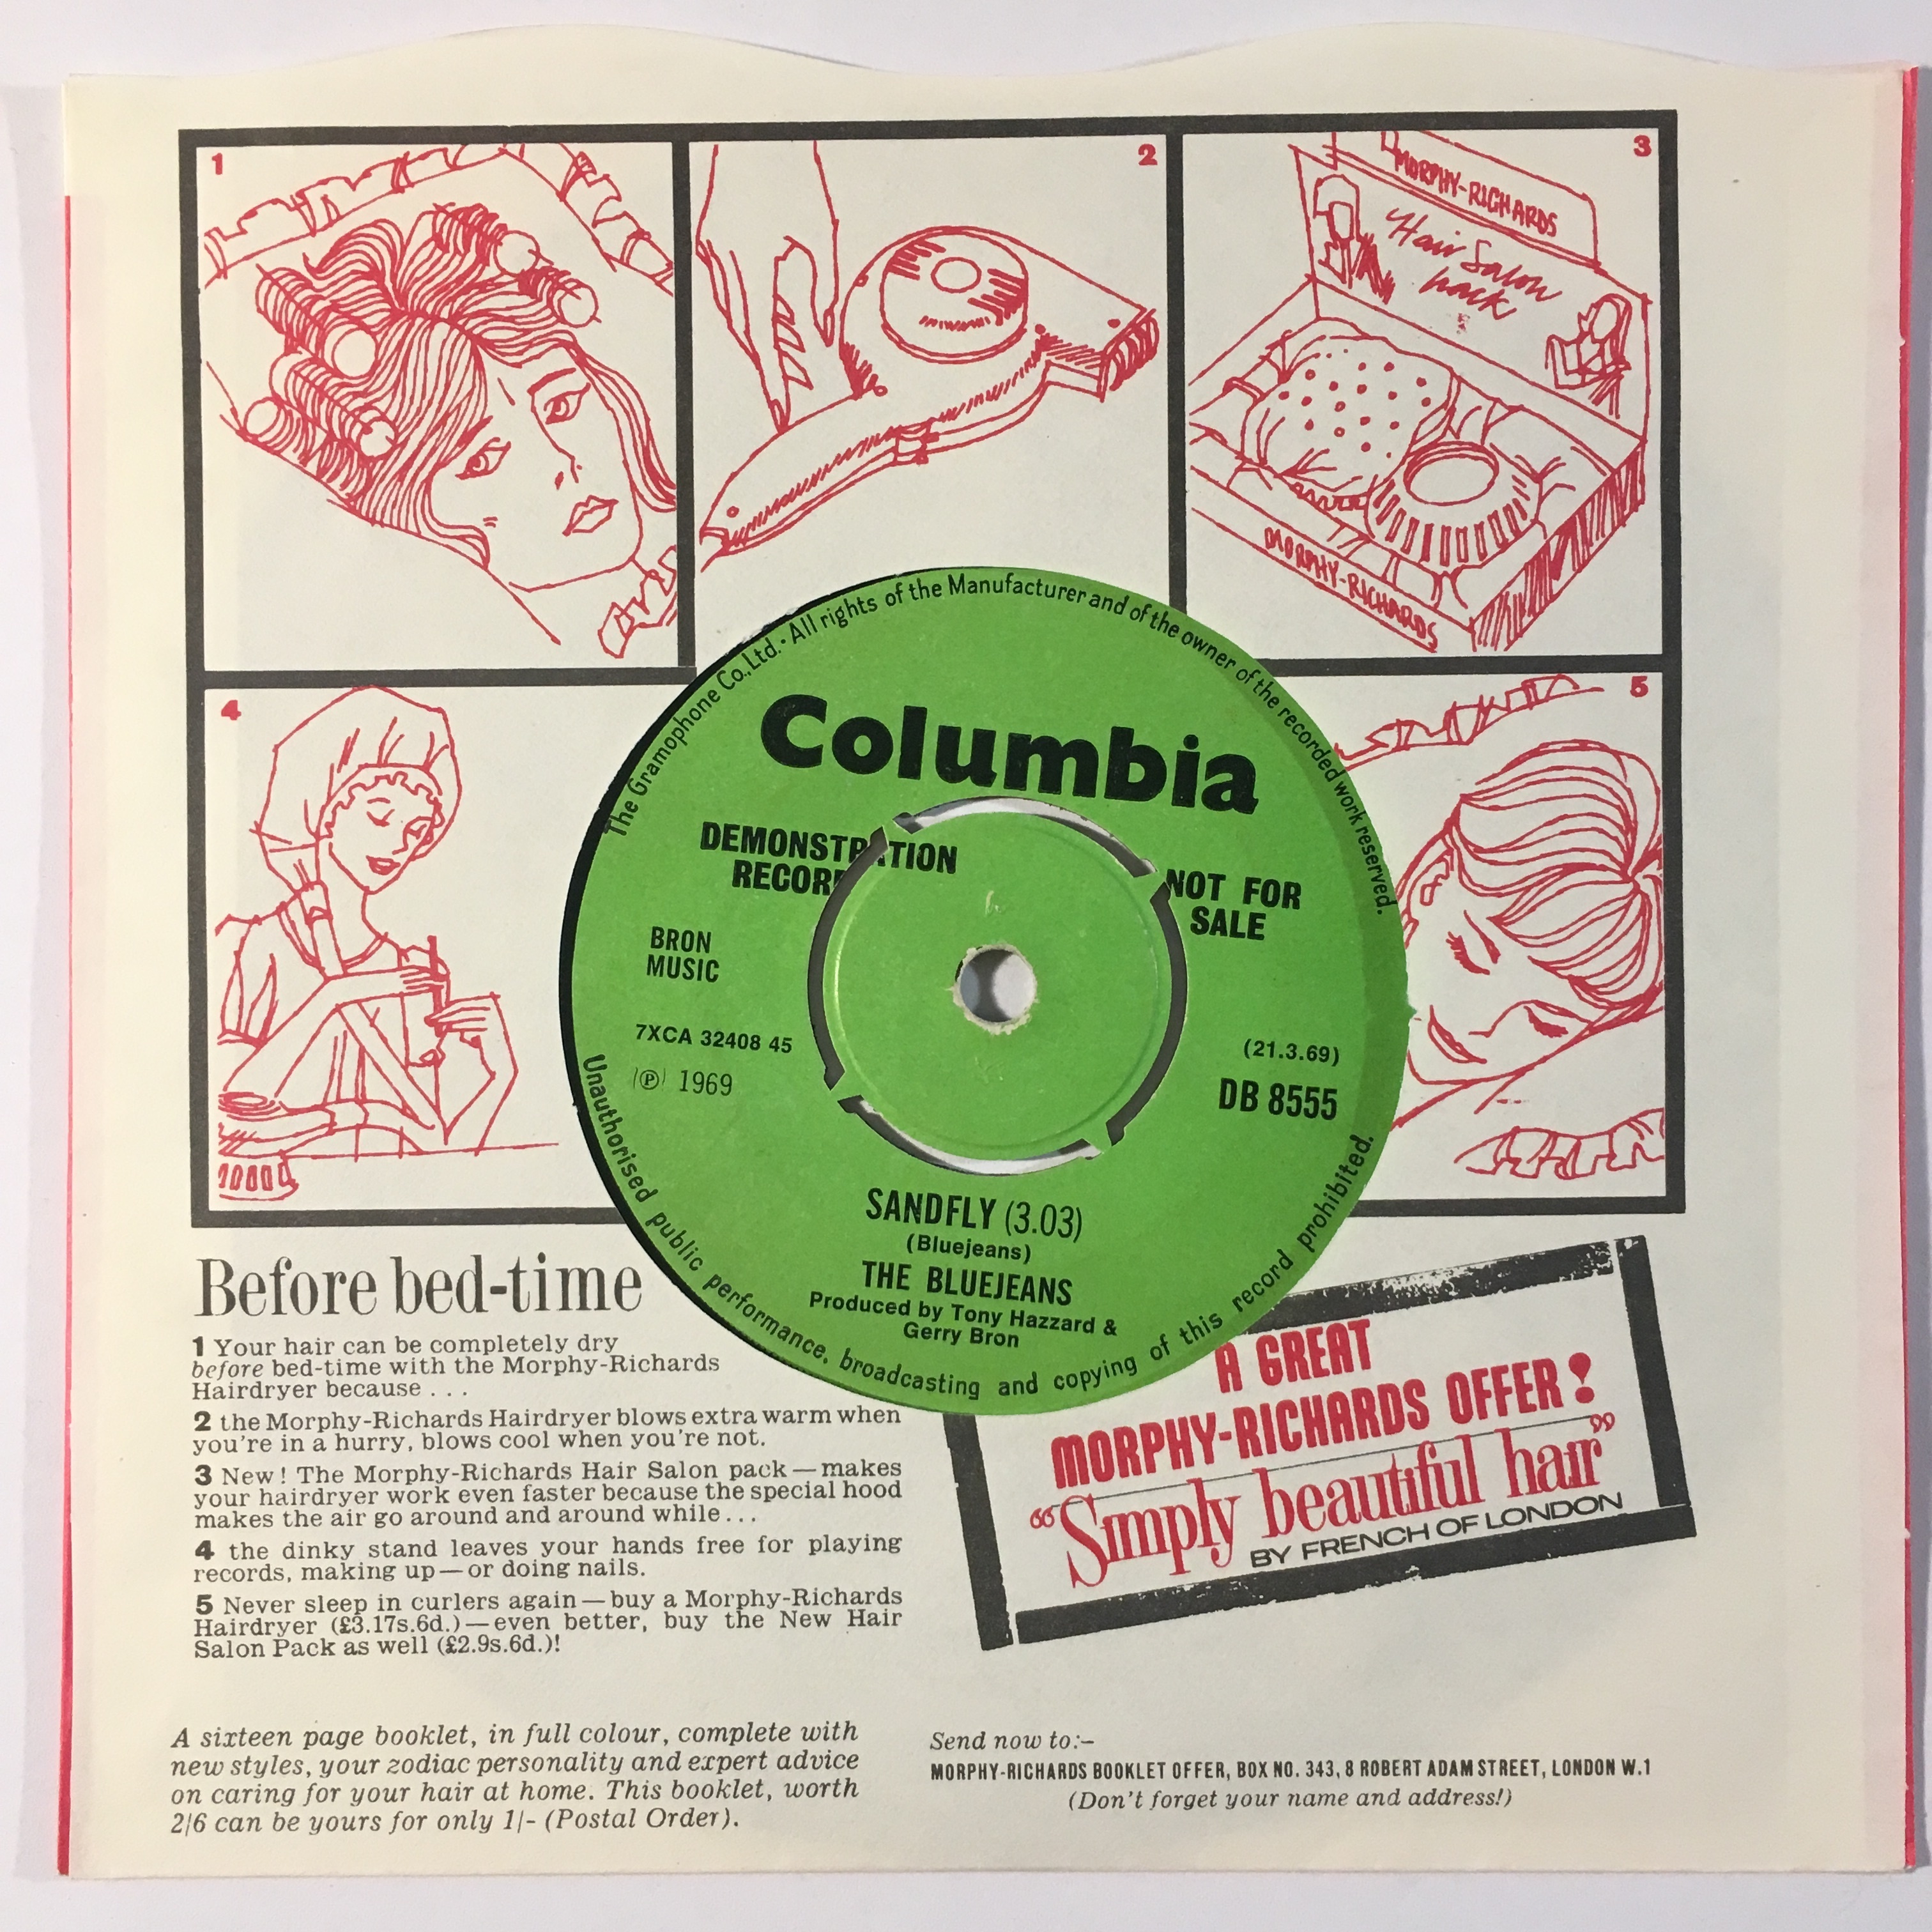 1
2
3
MORPHY-RICHARDS
Hair Salon
pack
MORPHY-RICHARDS
4
5
The Gramophone Co., Ltd. · All rights of the Manufacturer and of the owner of the recorded work reserved.
Columbia
DEMONSTRATION
RECORD
NOT FOR
SALE
BRON
MUSIC
7XCA 32408 45
(21.3.69)
Ⓟ 1969
DB 8555
SANDFLY (3.03)
(Bluejeans)
THE BLUEJEANS
Produced by Tony Hazzard &
Gerry Bron
Unauthorised public performance, broadcasting and copying of this record prohibited.
Before bed-time
1 Your hair can be completely dry
before bed-time with the Morphy-Richards
Hairdryer because . . .
2 the Morphy-Richards Hairdryer blows extra warm when
you're in a hurry, blows cool when you're not.
3 New! The Morphy-Richards Hair Salon pack — makes
your hairdryer work even faster because the special hood
makes the air go around and around while . . .
4 the dinky stand leaves your hands free for playing
records, making up — or doing nails.
5 Never sleep in curlers again — buy a Morphy-Richards
Hairdryer (£3.17s.6d.) — even better, buy the New Hair
Salon Pack as well (£2.9s.6d.)!
A GREAT
MORPHY-RICHARDS OFFER!
“Simply beautiful hair”
BY FRENCH OF LONDON
A sixteen page booklet, in full colour, complete with
new styles, your zodiac personality and expert advice
on caring for your hair at home. This booklet, worth
2/6 can be yours for only 1/- (Postal Order).
Send now to:–
MORPHY-RICHARDS BOOKLET OFFER, BOX NO. 343, 8 ROBERT ADAM STREET, LONDON W.1
(Don't forget your name and address!)